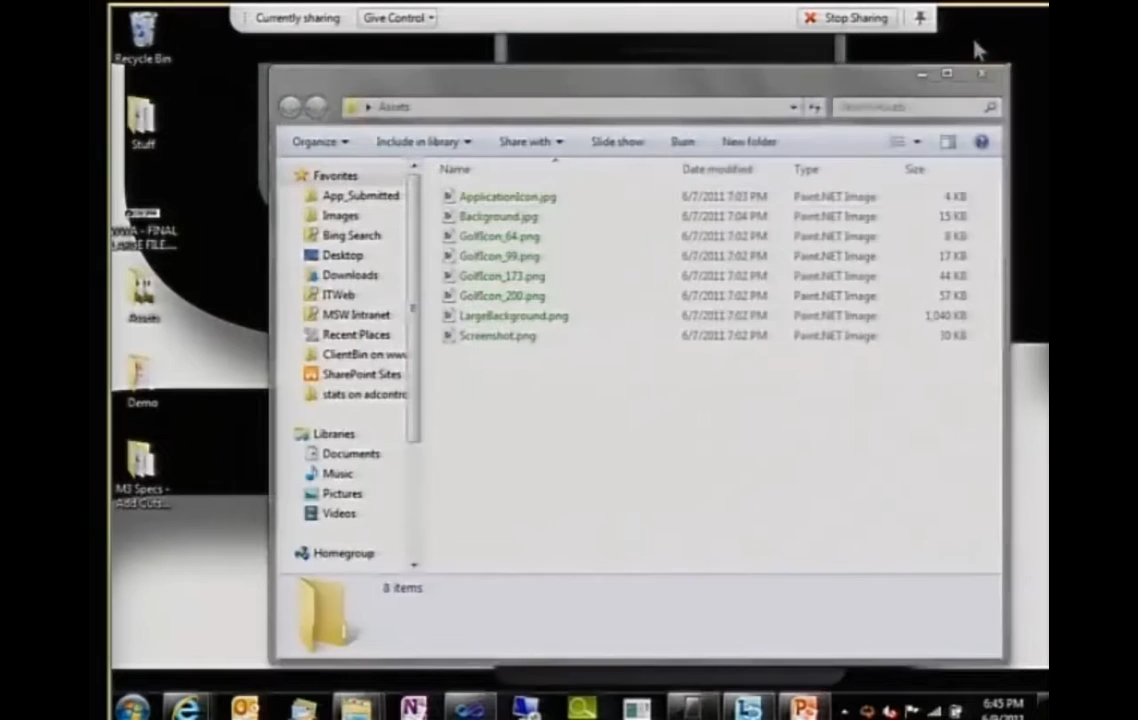 Currently sharing Give Control Stop Sharing
Recycle Bin
Stuff
Assets
Demo
M3 Specs -
Assets
Organize Include in library Share with Slide show Burn New folder
Name Date modified Type Size
Favorites
App_Submitted
Images
Bing Search
Desktop
Downloads
ITWeb
MSW Intranet
Recent Places
ClientBin on www
SharePoint Sites
stats on adcontro
Libraries
Documents
Music
Pictures
Videos
Homegroup
ApplicationIcon.jpg 6/7/2011 7:03 PM Paint.NET Image 4 KB
Background.jpg 6/7/2011 7:04 PM Paint.NET Image 15 KB
GolfIcon_64.png 6/7/2011 7:02 PM Paint.NET Image 8 KB
GolfIcon_99.png 6/7/2011 7:02 PM Paint.NET Image 17 KB
GolfIcon_173.png 6/7/2011 7:02 PM Paint.NET Image 44 KB
GolfIcon_200.png 6/7/2011 7:02 PM Paint.NET Image 57 KB
LargeBackground.png 6/7/2011 7:02 PM Paint.NET Image 1,040 KB
Screenshot.png 6/7/2011 7:02 PM Paint.NET Image 30 KB
8 items
6:45 PM